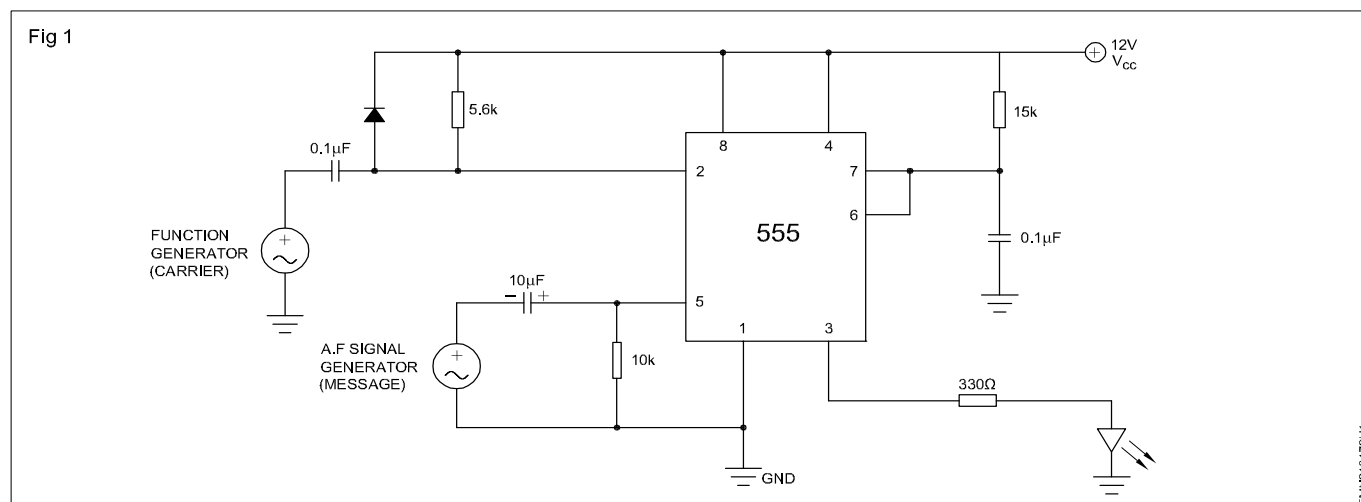 Fig 1
12V
VCC
5.6k
15k
0.1µF
8
4
2
7
6
555
0.1µF
FUNCTION
GENERATOR
(CARRIER)
+
10µF
− +
5
1
3
A.F SIGNAL
GENERATOR
(MESSAGE)
+
10k
330Ω
GND